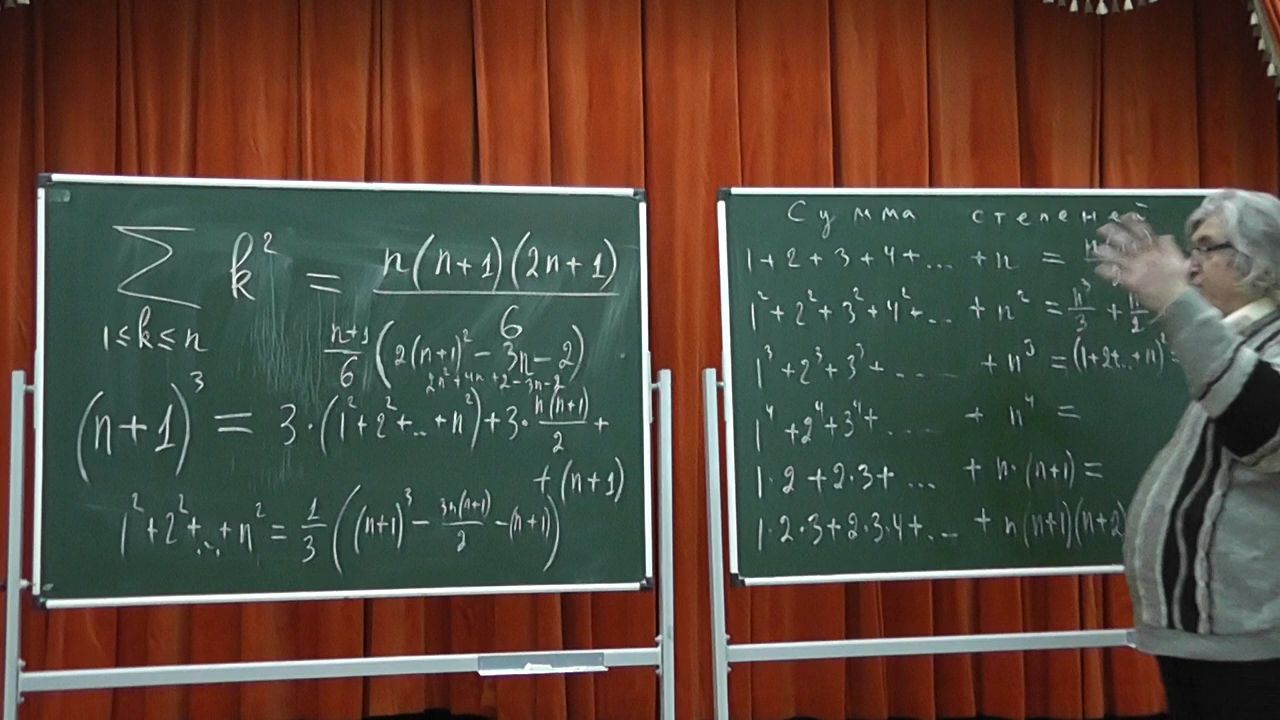 ∑ k² = n(n+1)(2n+1)/6
1≤k≤n
n+1/6 (2(n+1)² - 3n - 2)
2n²+4n+2-3n-2
(n+1)³ = 3·(1²+2²+..+n²)+3·n(n+1)/2 +
+(n+1)
1²+2²+...+n² = 1/3((n+1)³ - 3n(n+1)/2 - (n+1))
Сумма степеней
1+2+3+4+... +n =
1²+2²+3²+4²+... +n² = n³/3 +
1³+2³+3³+.... +n³ = (1+2+..+n)² =
1⁴+2⁴+3⁴+.... + n⁴ =
1·2+2·3+... + n·(n+1) =
1·2·3+2·3·4+... + n(n+1)(n+2)